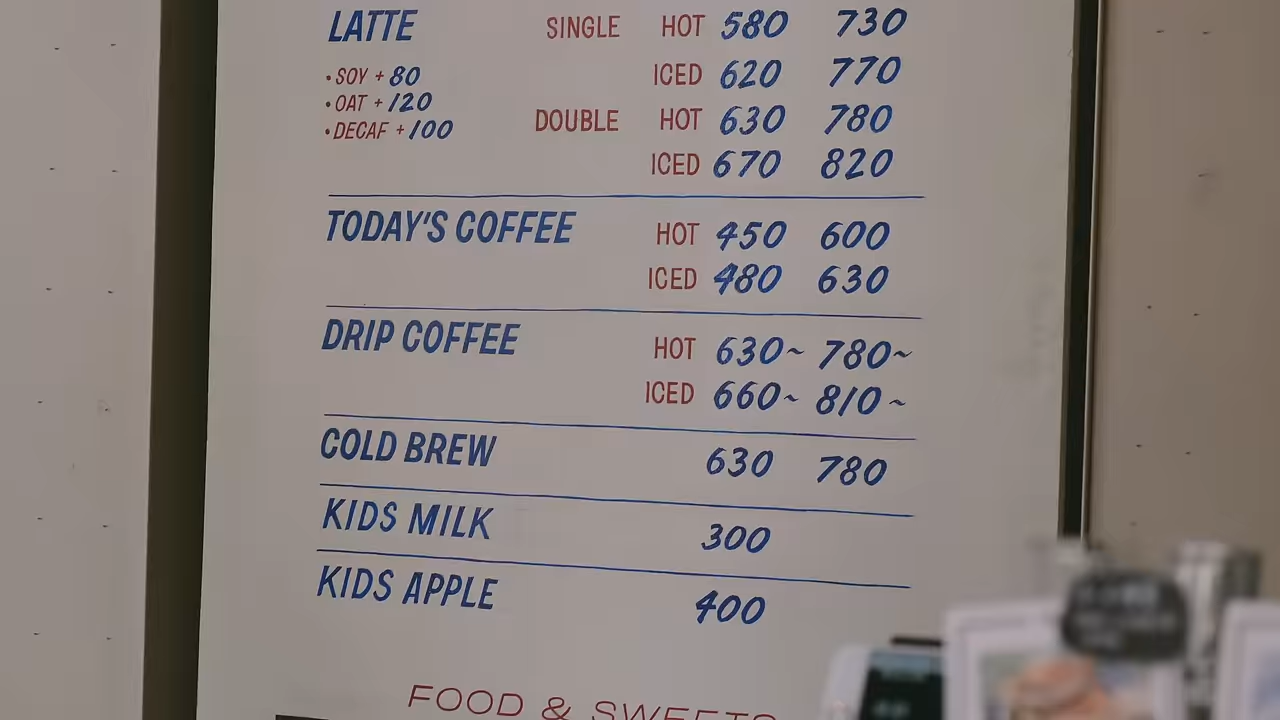 LATTE SINGLE HOT 580 730
• SOY + 80 ICED 620 770
• OAT + 120 DOUBLE HOT 630 780
• DECAF + 100
ICED 670 820
TODAY'S COFFEE HOT 450 600
ICED 480 630
DRIP COFFEE HOT 630~ 780~
ICED 660~ 810~
COLD BREW 630 780
KIDS MILK 300
KIDS APPLE 400
FOOD & SWEETS